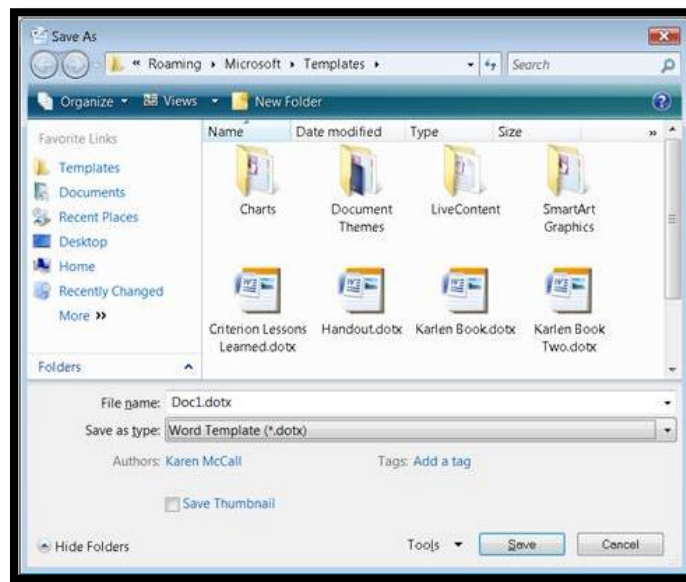 Save As
« Roaming ▸ Microsoft ▸ Templates ▸ Search
Organize Views New Folder
Favorite Links
Templates
Documents
Recent Places
Desktop
Home
Recently Changed
More »
Folders
Name Date modified Type Size »
Charts
Document
Themes
LiveContent
SmartArt
Graphics
Criterion Lessons
Learned.dotx
Handout.dotx
Karlen Book.dotx
Karlen Book
Two.dotx
File name: Doc1.dotx
Save as type: Word Template (*.dotx)
Authors: Karen McCall Tags: Add a tag
Save Thumbnail
Hide Folders Tools Save Cancel